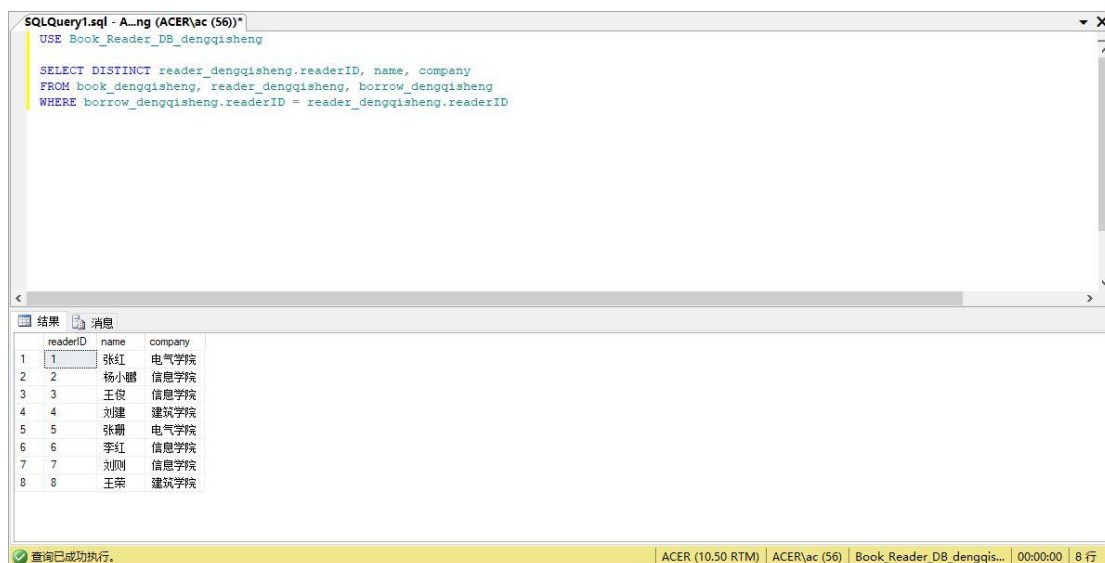 SQLQuery1.sql - A...ng (ACER\ac (56))*
USE Book_Reader_DB_dengqisheng
SELECT DISTINCT reader_dengqisheng.readerID, name, company
FROM book_dengqisheng, reader_dengqisheng, borrow_dengqisheng
WHERE borrow_dengqisheng.readerID = reader_dengqisheng.readerID
结果 消息
readerID name company
1 1 张红 电气学院
2 2 杨小鹏 信息学院
3 3 王俊 信息学院
4 4 刘建 建筑学院
5 5 张珊 电气学院
6 6 李红 信息学院
7 7 刘则 信息学院
8 8 王荣 建筑学院
查询已成功执行。 ACER (10.50 RTM) ACER\ac (56) Book_Reader_DB_dengqis... 00:00:00 8 行